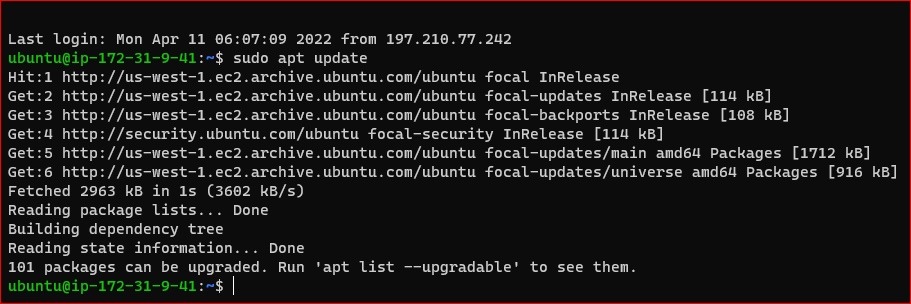 Last login: Mon Apr 11 06:07:09 2022 from 197.210.77.242
ubuntu@ip-172-31-9-41:~$ sudo apt update
Hit:1 http://us-west-1.ec2.archive.ubuntu.com/ubuntu focal InRelease
Get:2 http://us-west-1.ec2.archive.ubuntu.com/ubuntu focal-updates InRelease [114 kB]
Get:3 http://us-west-1.ec2.archive.ubuntu.com/ubuntu focal-backports InRelease [108 kB]
Get:4 http://security.ubuntu.com/ubuntu focal-security InRelease [114 kB]
Get:5 http://us-west-1.ec2.archive.ubuntu.com/ubuntu focal-updates/main amd64 Packages [1712 kB]
Get:6 http://us-west-1.ec2.archive.ubuntu.com/ubuntu focal-updates/universe amd64 Packages [916 kB]
Fetched 2963 kB in 1s (3602 kB/s)
Reading package lists... Done
Building dependency tree
Reading state information... Done
101 packages can be upgraded. Run 'apt list --upgradable' to see them.
ubuntu@ip-172-31-9-41:~$